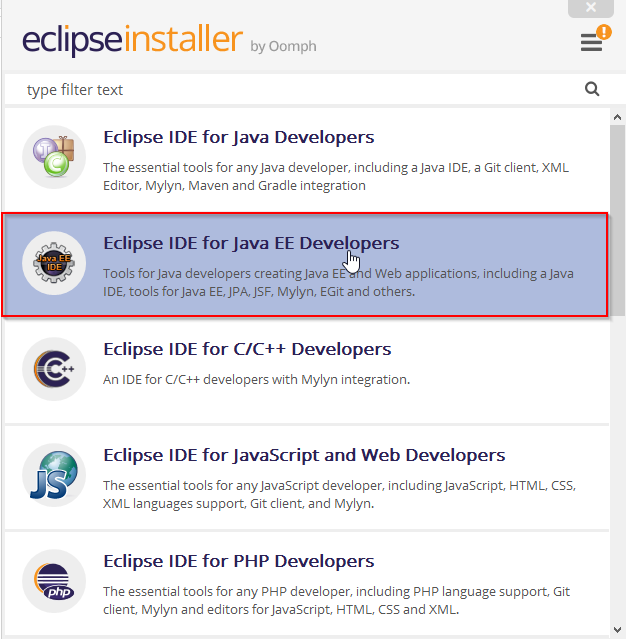 eclipseinstaller by Oomph
!
type filter text
Eclipse IDE for Java Developers
The essential tools for any Java developer, including a Java IDE, a Git client, XML
Editor, Mylyn, Maven and Gradle integration
Java EE
IDE
Eclipse IDE for Java EE Developers
Tools for Java developers creating Java EE and Web applications, including a Java
IDE, tools for Java EE, JPA, JSF, Mylyn, EGit and others.
C++
Eclipse IDE for C/C++ Developers
An IDE for C/C++ developers with Mylyn integration.
JS
Eclipse IDE for JavaScript and Web Developers
The essential tools for any JavaScript developer, including JavaScript, HTML, CSS,
XML languages support, Git client, and Mylyn.
php
Eclipse IDE for PHP Developers
The essential tools for any PHP developer, including PHP language support, Git
client, Mylyn and editors for JavaScript, HTML, CSS and XML.